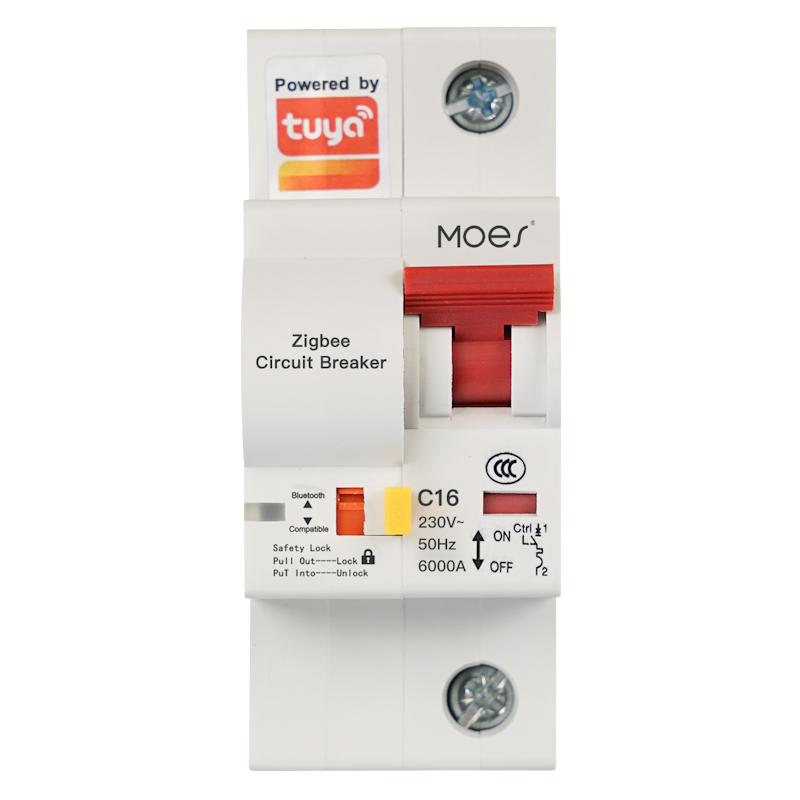 Powered by
tuya
MOES®
Zigbee
Circuit Breaker
CCC
Bluetooth
Compatible
C16
230V~
50Hz
6000A
ON
OFF
Ctrl 1
L
2
Safety Lock
Pull Out----Lock
PuT Into----Unlock